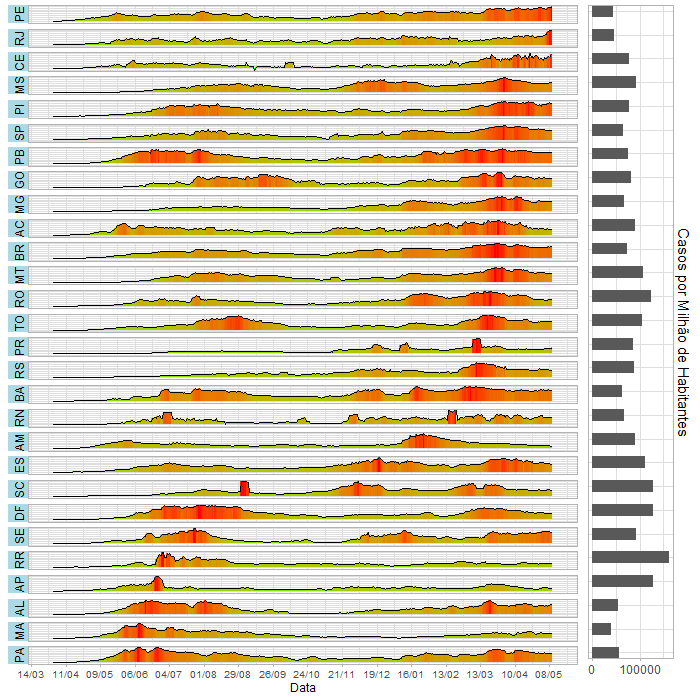 PE
RJ
CE
MS
PI
SP
PB
GO
MG
AC
BR
MT
RO
TO
PR
RS
BA
RN
AM
ES
SC
DF
SE
RR
AP
AL
MA
PA
14/03 11/04 09/05 06/06 04/07 01/08 29/08 26/09 24/10 21/11 19/12 16/01 13/02 13/03 10/04 08/05
Data
0 100000
Casos por Milhão de Habitantes